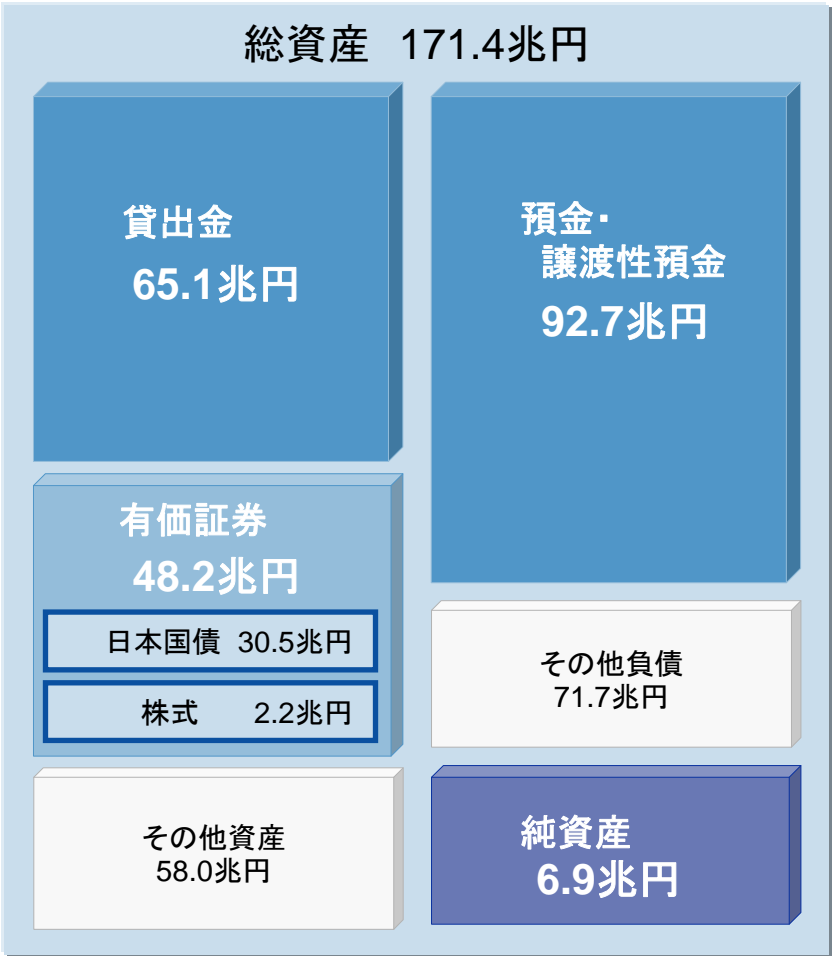 総資産 171.4兆円
貸出金
65.1兆円
有価証券
48.2兆円
日本国債 30.5兆円
株式 2.2兆円
その他資産
58.0兆円
預金・
譲渡性預金
92.7兆円
その他負債
71.7兆円
純資産
6.9兆円